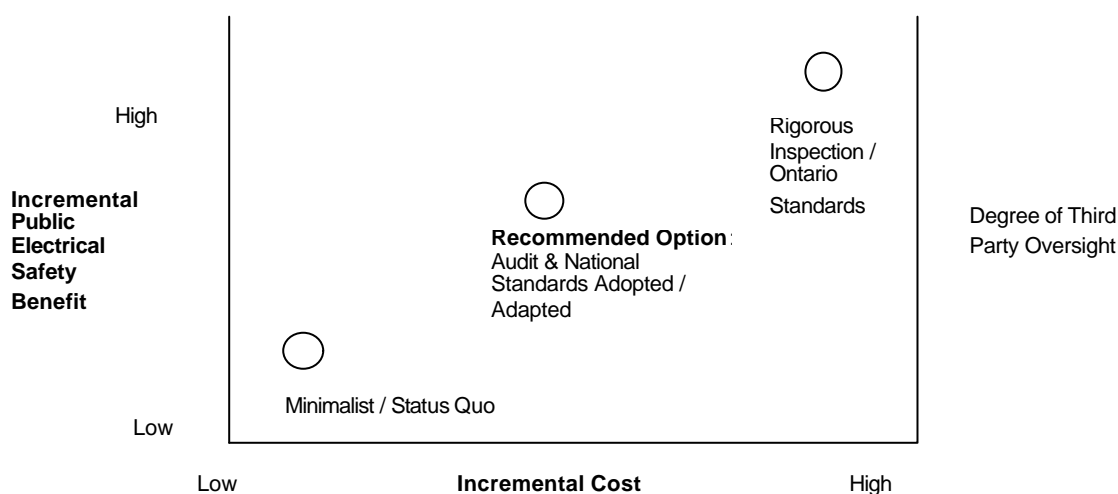 High
Incremental
Public
Electrical
Safety
Benefit
Low
Rigorous
Inspection /
Ontario
Standards
Recommended Option:
Audit & National
Standards Adopted /
Adapted
Minimalist / Status Quo
Degree of Third
Party Oversight
Low
Incremental Cost
High